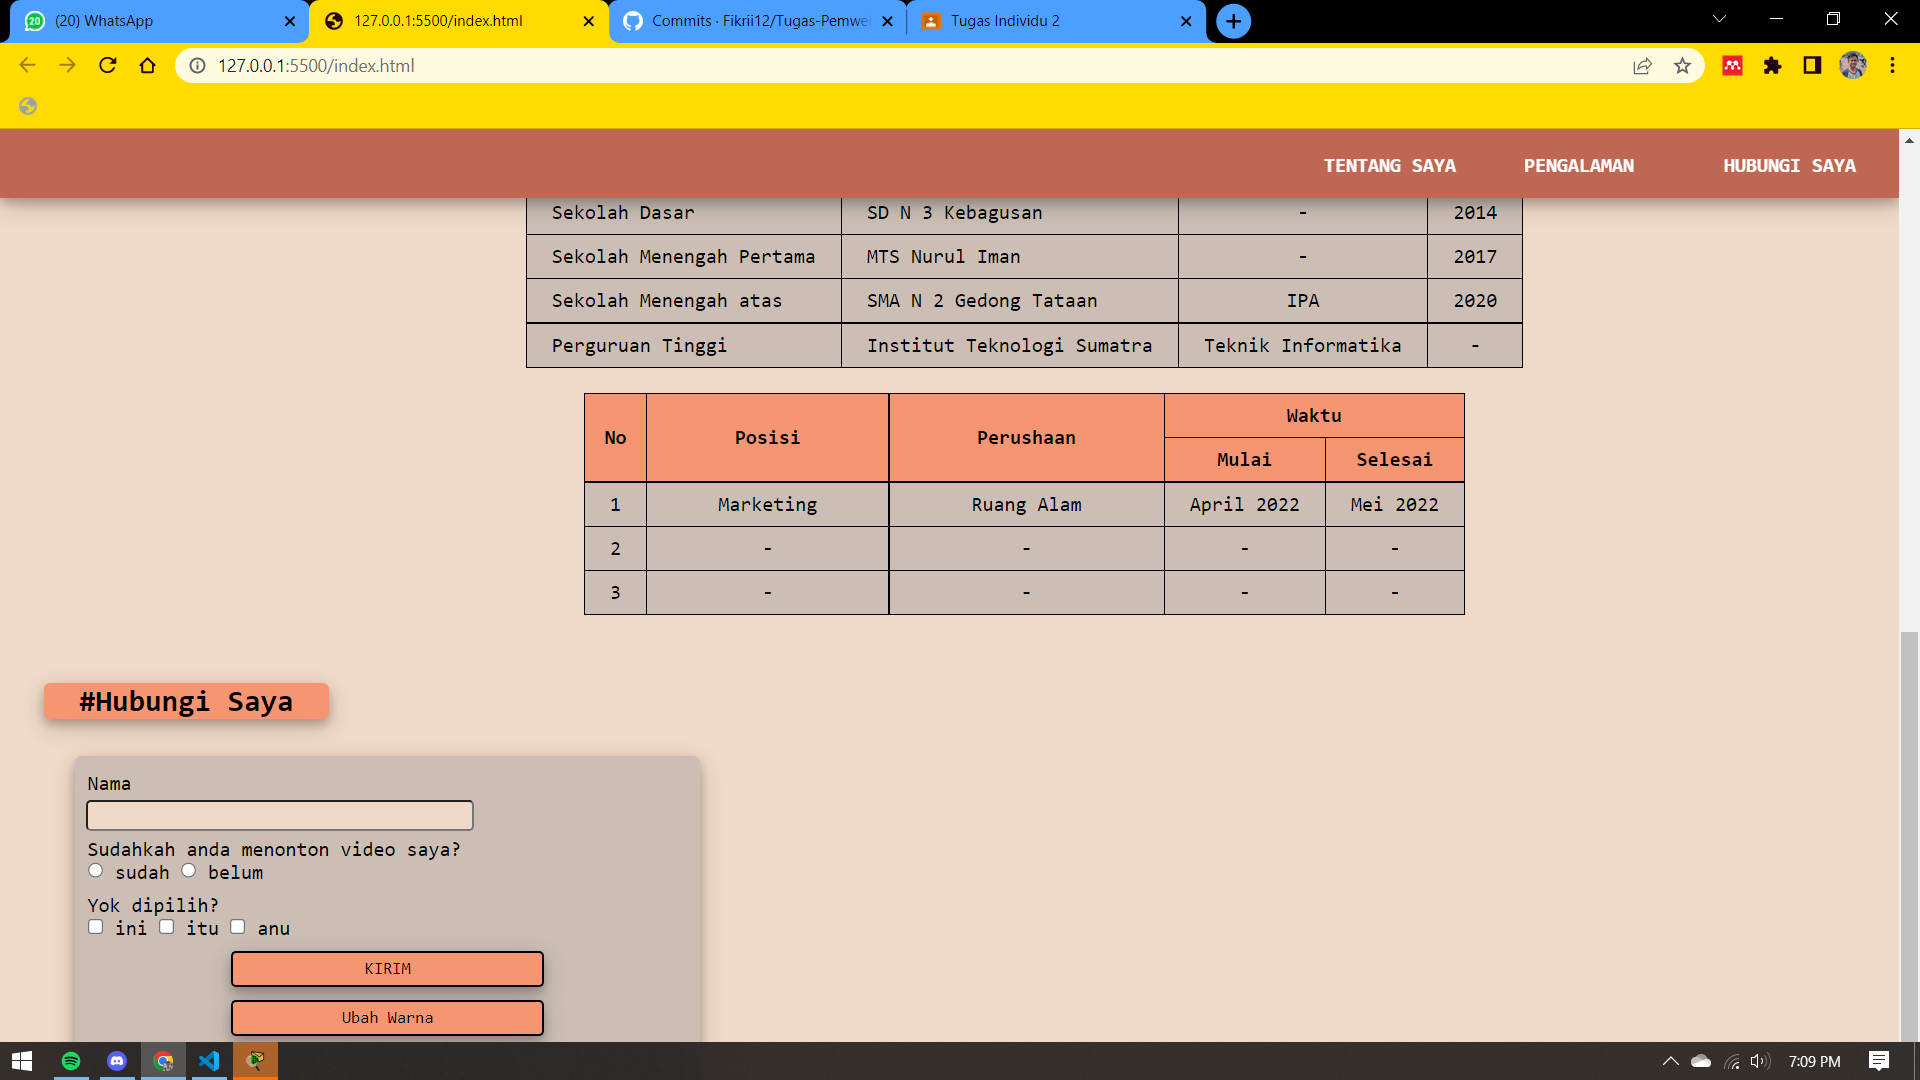 (20) WhatsApp
127.0.0.1:5500/index.html
Commits · Fikrii12/Tugas-Pemwe
Tugas Individu 2
127.0.0.1:5500/index.html
TENTANG SAYA PENGALAMAN HUBUNGI SAYA
Sekolah Dasar SD N 3 Kebagusan - 2014
Sekolah Menengah Pertama MTS Nurul Iman - 2017
Sekolah Menengah atas SMA N 2 Gedong Tataan IPA 2020
Perguruan Tinggi Institut Teknologi Sumatra Teknik Informatika -
No Posisi Perushaan Waktu
Mulai Selesai
1 Marketing Ruang Alam April 2022 Mei 2022
2 - - - -
3 - - - -
#Hubungi Saya
Nama
Sudahkah anda menonton video saya?
sudah belum
Yok dipilih?
ini itu anu
KIRIM
Ubah Warna
7:09 PM